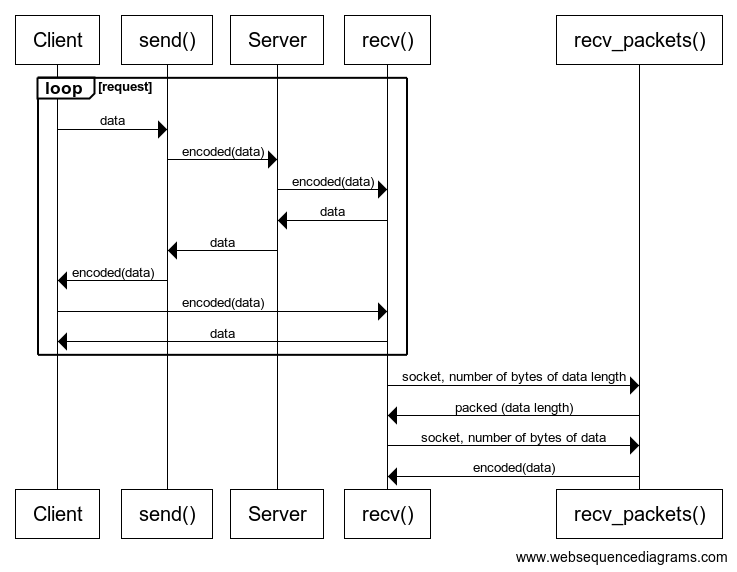 Client
send()
Server
recv()
recv_packets()
loop
[request]
data
encoded(data)
encoded(data)
data
data
encoded(data)
encoded(data)
data
socket, number of bytes of data length
packed (data length)
socket, number of bytes of data
encoded(data)
Client
send()
Server
recv()
recv_packets()
www.websequencediagrams.com